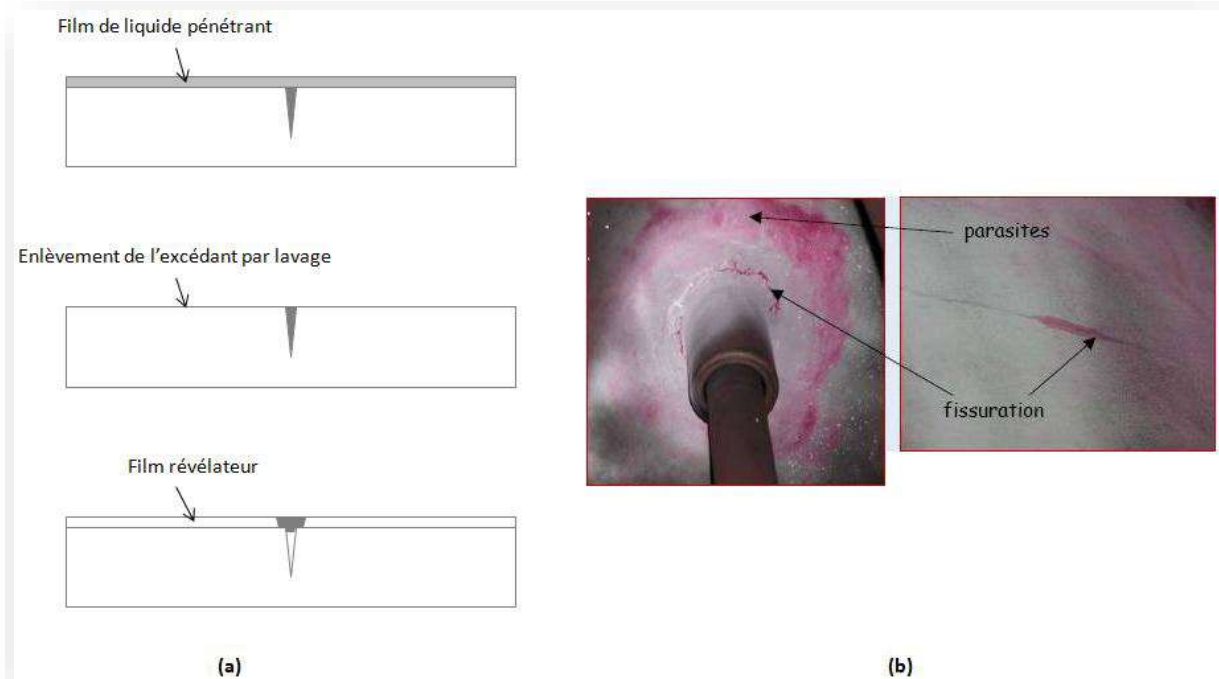 Film de liquide pénétrant
Enlèvement de l'excédant par lavage
Film révélateur
(a)
parasites
fissuration
(b)